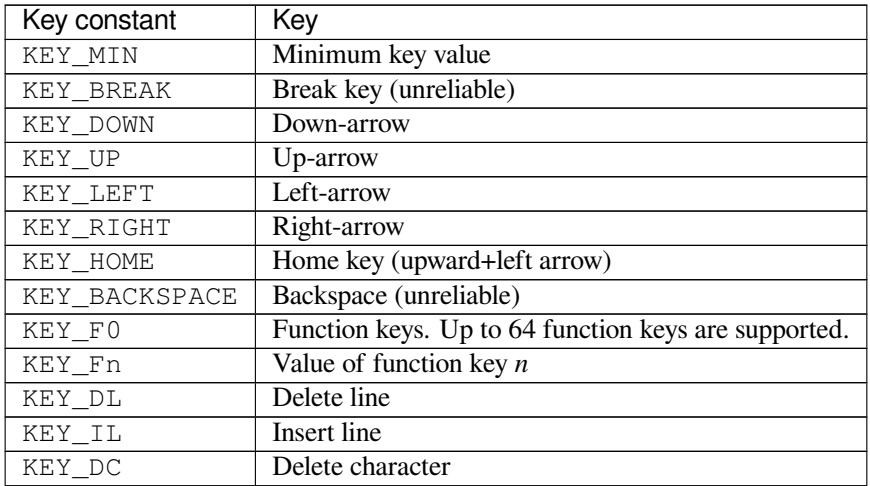 Key constant Key
KEY_MIN Minimum key value
KEY_BREAK Break key (unreliable)
KEY_DOWN Down-arrow
KEY_UP Up-arrow
KEY_LEFT Left-arrow
KEY_RIGHT Right-arrow
KEY_HOME Home key (upward+left arrow)
KEY_BACKSPACE Backspace (unreliable)
KEY_F0 Function keys. Up to 64 function keys are supported.
KEY_Fn Value of function key n
KEY_DL Delete line
KEY_IL Insert line
KEY_DC Delete character